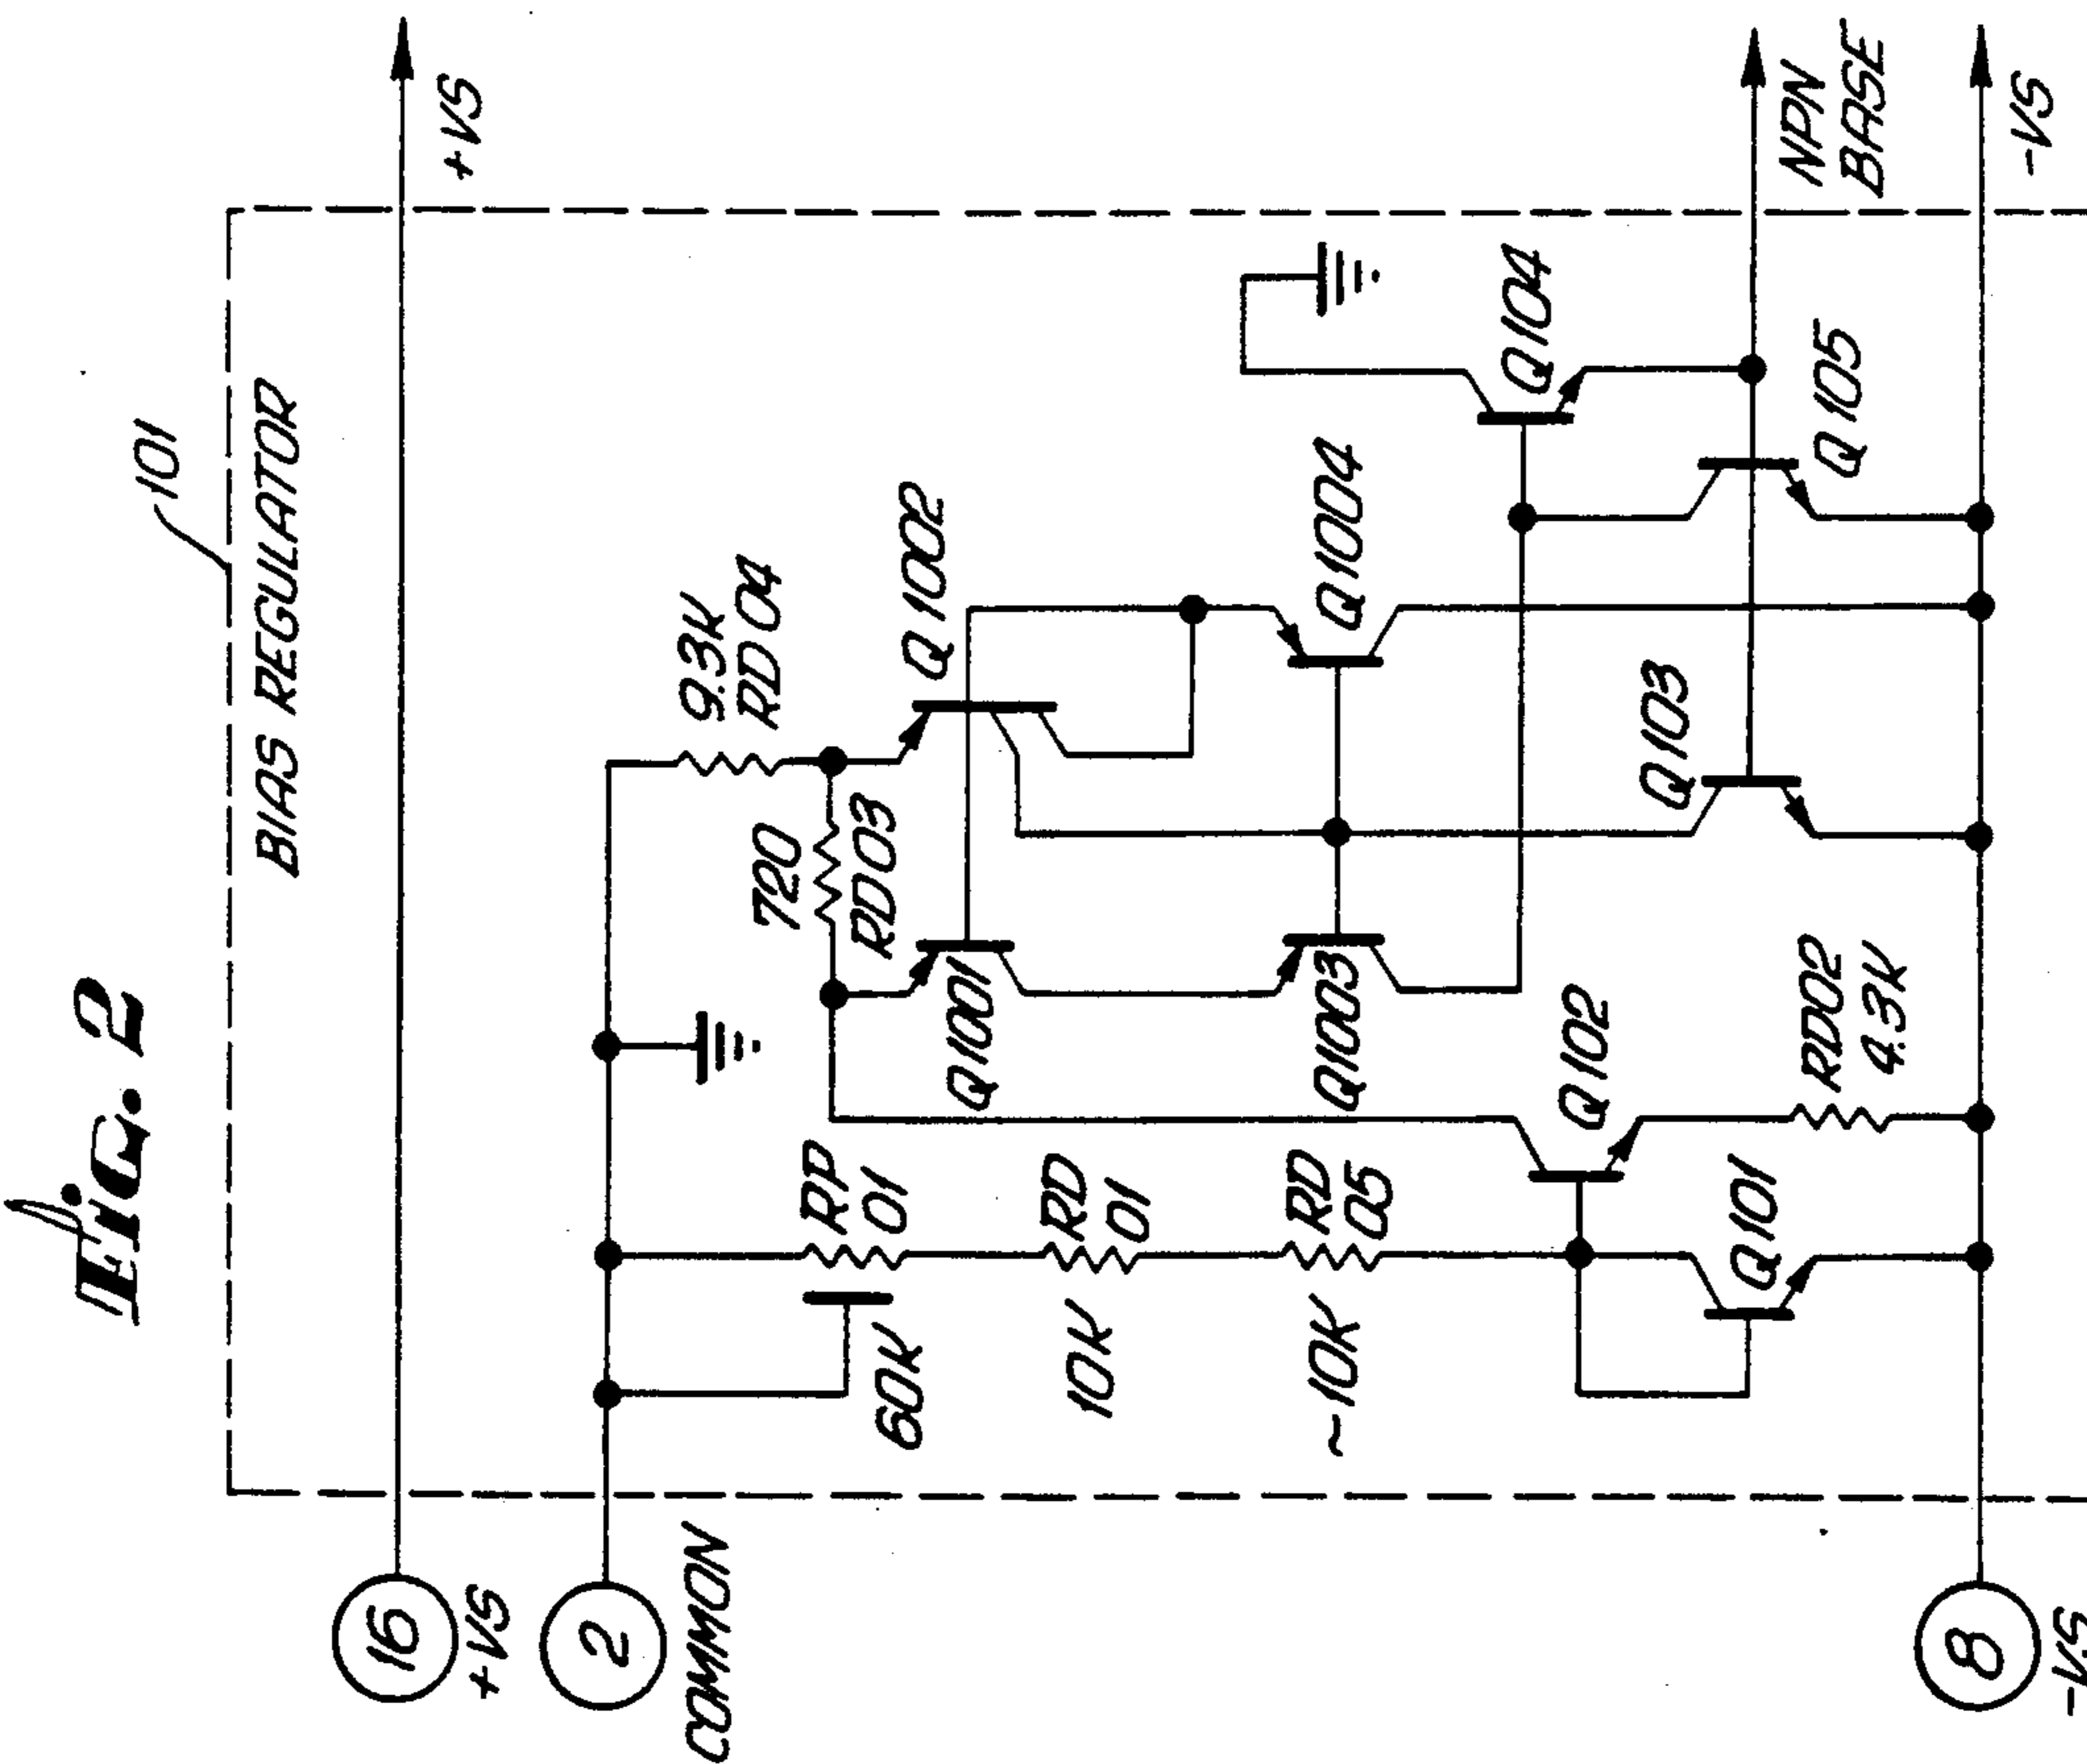 Fig. 2
101
BIAS REGULATOR
16
+VS
+VS
2
COMMON
RP
01
60K
RD
01
10K
RD
05
~10K
Q101
Q102
RD02
4.3K
720
RD03
9.3K
RD04
Q1001
Q1002
Q1003
Q1004
Q103
Q104
Q105
NPN
BASE
8
-VS
-VS